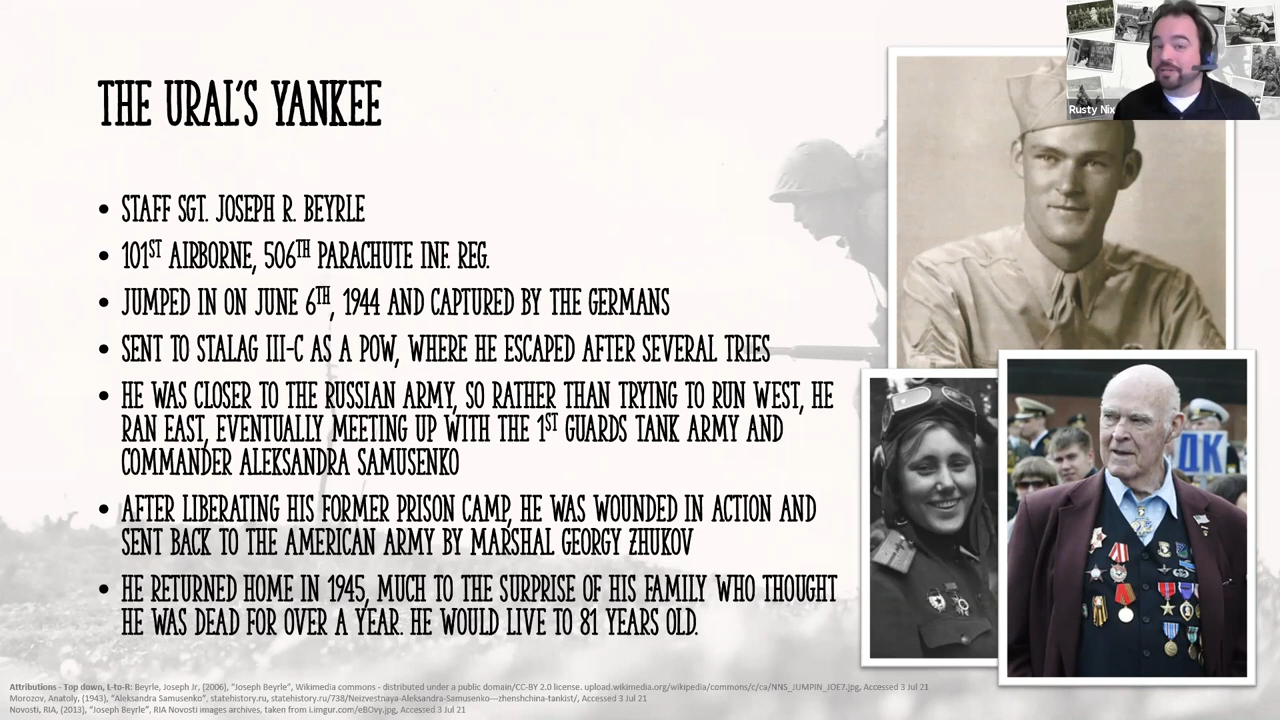 THE URAL'S YANKEE
Rusty Nix
• STAFF SGT. JOSEPH R. BEYRLE
• 101ST AIRBORNE, 506TH PARACHUTE INF. REG.
• JUMPED IN ON JUNE 6TH, 1944 AND CAPTURED BY THE GERMANS
• SENT TO STALAG III-C AS A POW, WHERE HE ESCAPED AFTER SEVERAL TRIES
• HE WAS CLOSER TO THE RUSSIAN ARMY, SO RATHER THAN TRYING TO RUN WEST, HE
RAN EAST, EVENTUALLY MEETING UP WITH THE 1ST GUARDS TANK ARMY AND
COMMANDER ALEKSANDRA SAMUSENKO
• AFTER LIBERATING HIS FORMER PRISON CAMP, HE WAS WOUNDED IN ACTION AND
SENT BACK TO THE AMERICAN ARMY BY MARSHAL GEORGY ZHUKOV
• HE RETURNED HOME IN 1945, MUCH TO THE SURPRISE OF HIS FAMILY WHO THOUGHT
HE WAS DEAD FOR OVER A YEAR. HE WOULD LIVE TO 81 YEARS OLD.
ДК
Attributions - Top down, L-to-R: Beyrle, Joseph Jr, (2006), "Joseph Beyrle", Wikimedia commons - distributed under a public domain/CC-BY 2.0 license. upload.wikimedia.org/wikipedia/commons/c/ca/NNS_JUMPIN_JOE7.jpg, Accessed 3 Jul 21
Morozov, Anatoly, (1943), "Aleksandra Samusenko", statehistory.ru, statehistory.ru/738/Neizvestnaya-Aleksandra-Samusenko---zhenshchina-tankist/, Accessed 3 Jul 21
Novosti, RIA, (2013), "Joseph Beyrle", RIA Novosti images archives, taken from i.imgur.com/eBOvy.jpg, Accessed 3 Jul 21